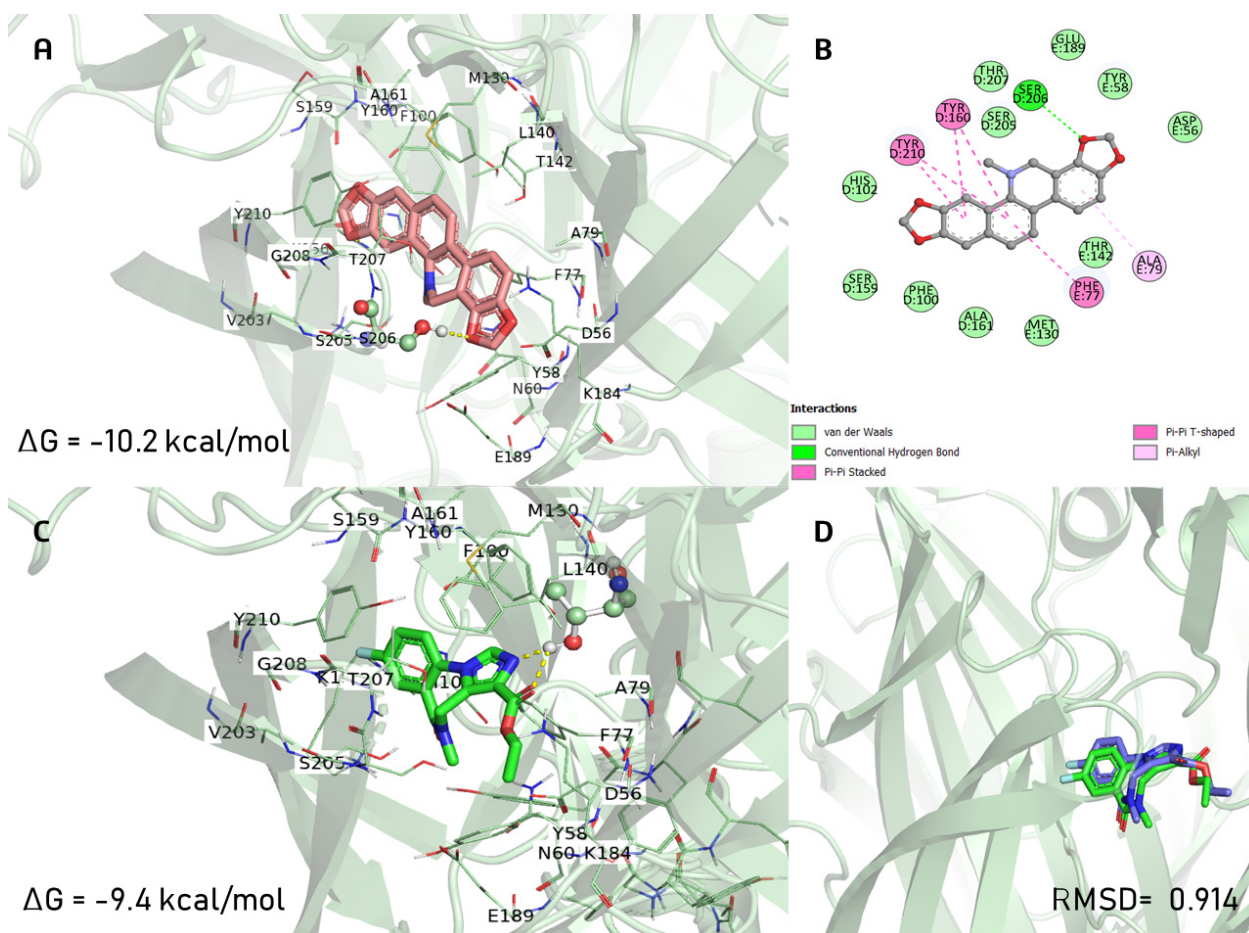 A
M130
A161
Y160
S159
F100
L140
T142
Y210
A79
G208
T207
F77
V203
S205
S206
D56
Y58
N60
K184
E189
ΔG = -10.2 kcal/mol
B
GLU
E:189
THR
D:207
SER
D:206
TYR
E:58
TYR
D:160
SER
D:205
ASP
E:56
TYR
D:210
HIS
D:102
THR
E:142
ALA
E:79
SER
D:159
PHE
D:100
PHE
E:77
ALA
D:161
MET
E:130
Interactions
van der Waals
Conventional Hydrogen Bond
Pi-Pi Stacked
Pi-Pi T-shaped
Pi-Alkyl
C
A161
M130
S159
Y160
F100
L140
Y210
G208
K1
T207
A79
V203
F77
S205
D56
Y58
N60
K184
E189
ΔG = -9.4 kcal/mol
D
RMSD= 0.914